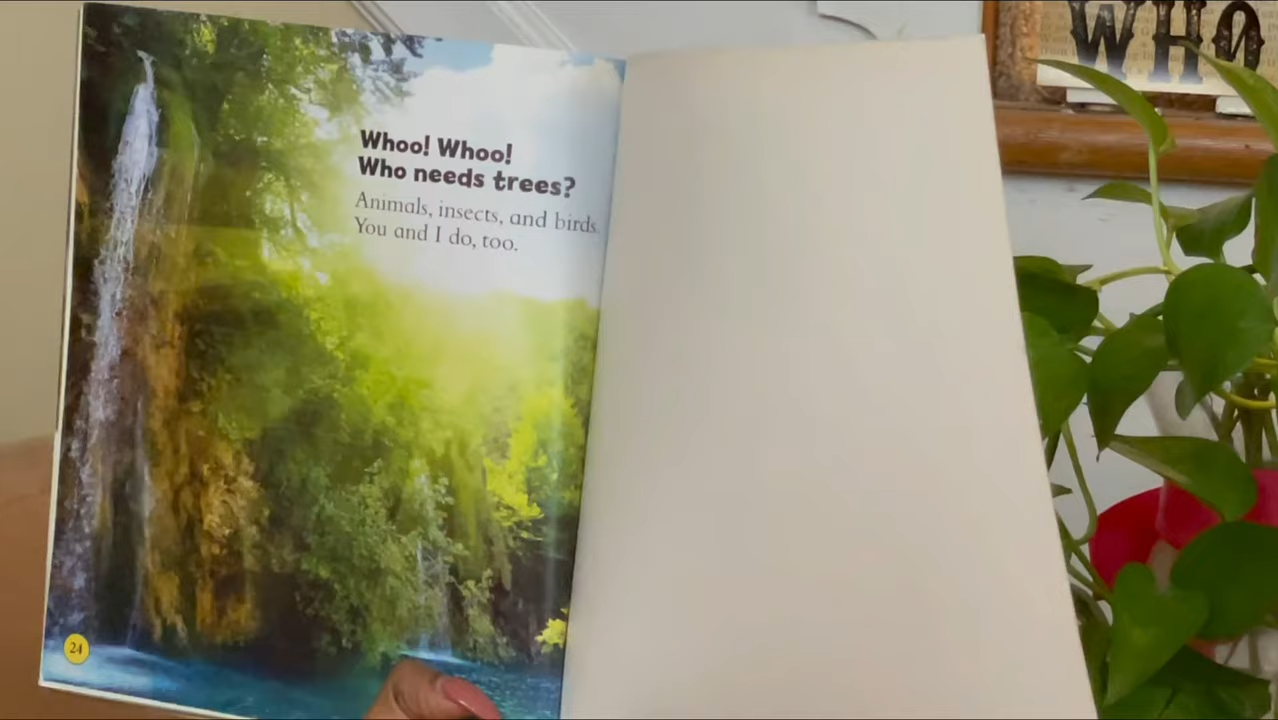 Whoo! Whoo!
Who needs trees?
Animals, insects, and birds.
You and I do, too.
24
WHO